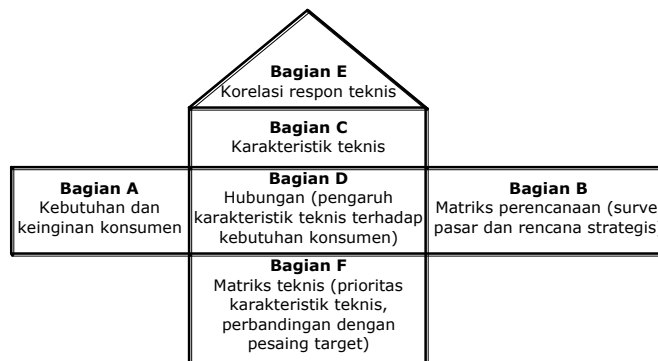 Bagian E
Korelasi respon teknis
Bagian C
Karakteristik teknis
Bagian A
Kebutuhan dan
keinginan konsumen
Bagian D
Hubungan (pengaruh
karakteristik teknis terhadap
kebutuhan konsumen)
Bagian B
Matriks perencanaan (surve
pasar dan rencana strategis)
Bagian F
Matriks teknis (prioritas
karakteristik teknis,
perbandingan dengan
pesaing target)